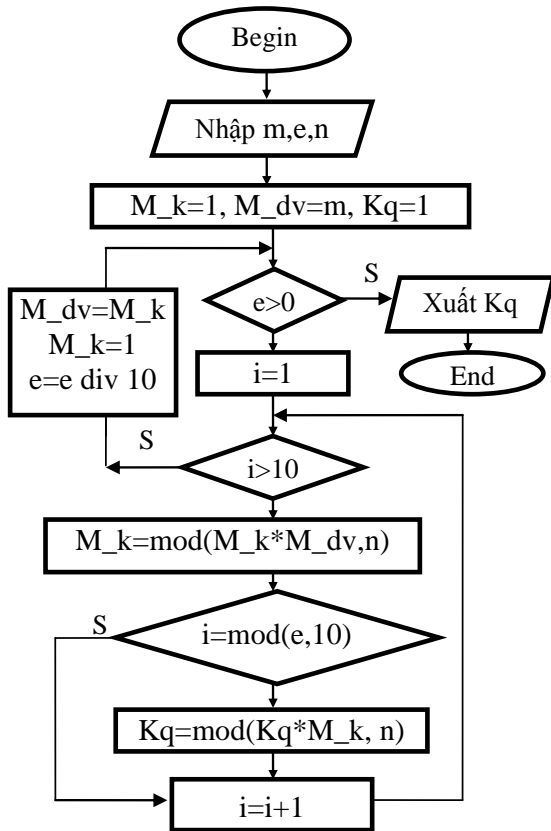 Begin
Nhập m,e,n
M_k=1, M_dv=m, Kq=1
e>0
S
Xuất Kq
End
M_dv=M_k
M_k=1
e=e div 10
i=1
S
i>10
M_k=mod(M_k*M_dv,n)
S
i=mod(e,10)
Kq=mod(Kq*M_k, n)
i=i+1